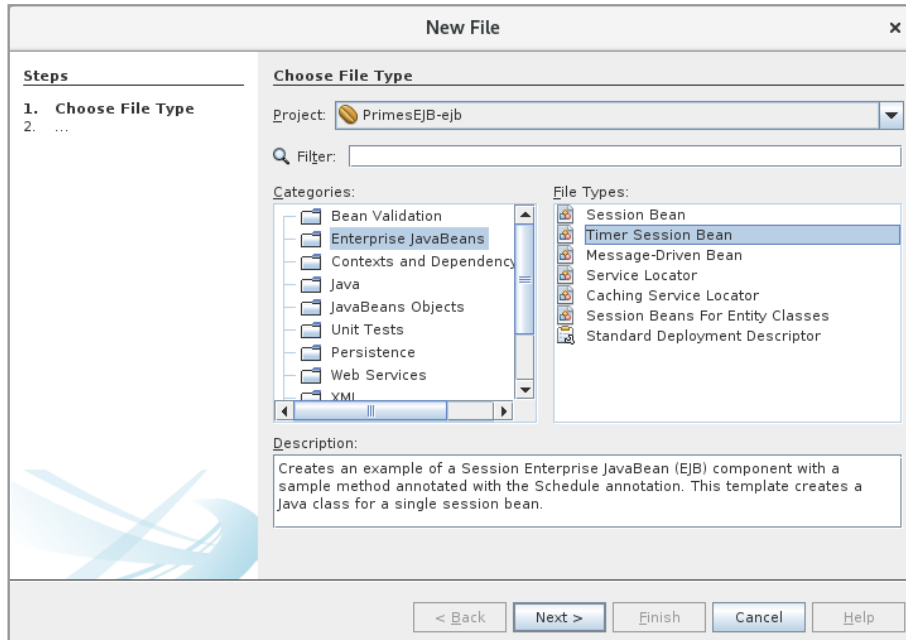 New File
Steps
1. Choose File Type
2. ...
Choose File Type
Project: PrimesEJB-ejb
Filter:
Categories:
Bean Validation
Enterprise JavaBeans
Contexts and Dependency
Java
JavaBeans Objects
Unit Tests
Persistence
Web Services
XML
File Types:
Session Bean
Timer Session Bean
Message-Driven Bean
Service Locator
Caching Service Locator
Session Beans For Entity Classes
Standard Deployment Descriptor
Description:
Creates an example of a Session Enterprise JavaBean (EJB) component with a
sample method annotated with the Schedule annotation. This template creates a
Java class for a single session bean.
< Back
Next >
Finish
Cancel
Help